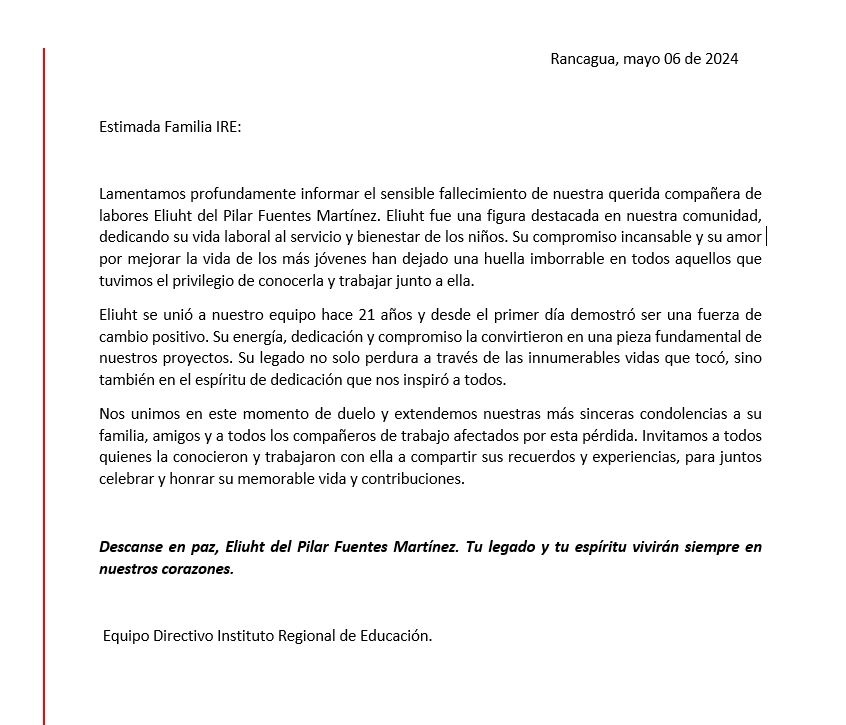 Rancagua, mayo 06 de 2024
Estimada Familia IRE:
Lamentamos profundamente informar el sensible fallecimiento de nuestra querida compañera de
labores Eliuht del Pilar Fuentes Martínez. Eliuht fue una figura destacada en nuestra comunidad,
dedicando su vida laboral al servicio y bienestar de los niños. Su compromiso incansable y su amor
por mejorar la vida de los más jóvenes han dejado una huella imborrable en todos aquellos que
tuvimos el privilegio de conocerla y trabajar junto a ella.
Eliuht se unió a nuestro equipo hace 21 años y desde el primer día demostró ser una fuerza de
cambio positivo. Su energía, dedicación y compromiso la convirtieron en una pieza fundamental de
nuestros proyectos. Su legado no solo perdura a través de las innumerables vidas que tocó, sino
también en el espíritu de dedicación que nos inspiró a todos.
Nos unimos en este momento de duelo y extendemos nuestras más sinceras condolencias a su
familia, amigos y a todos los compañeros de trabajo afectados por esta pérdida. Invitamos a todos
quienes la conocieron y trabajaron con ella a compartir sus recuerdos y experiencias, para juntos
celebrar y honrar su memorable vida y contribuciones.
Descanse en paz, Eliuht del Pilar Fuentes Martínez. Tu legado y tu espíritu vivirán siempre en
nuestros corazones.
Equipo Directivo Instituto Regional de Educación.